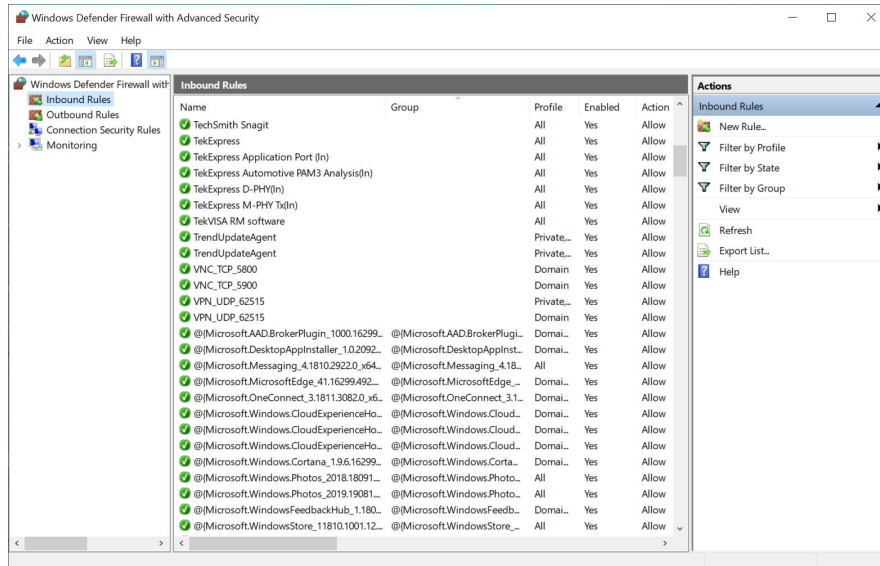 Windows Defender Firewall with Advanced Security
File Action View Help
Windows Defender Firewall with
Inbound Rules
Outbound Rules
Connection Security Rules
Monitoring
Inbound Rules
Name Group Profile Enabled Action
TechSmith Snagit All Yes Allow
TekExpress All Yes Allow
TekExpress Application Port (In) All Yes Allow
TekExpress Automotive PAM3 Analysis(In) All Yes Allow
TekExpress D-PHY(In) All Yes Allow
TekExpress M-PHY Tx(In) All Yes Allow
TekVISA RM software All Yes Allow
TrendUpdateAgent Private,... Yes Allow
TrendUpdateAgent Private,... Yes Allow
VNC_TCP_5800 Domain Yes Allow
VNC_TCP_5900 Domain Yes Allow
VPN_UDP_62515 Private,... Yes Allow
VPN_UDP_62515 Domain Yes Allow
@{Microsoft.AAD.BrokerPlugin_1000.16299... @{Microsoft.AAD.BrokerPlugi... Domai... Yes Allow
@{Microsoft.DesktopAppInstaller_1.0.2092... @{Microsoft.DesktopAppInst... Domai... Yes Allow
@{Microsoft.Messaging_4.1810.2922.0_x64... @{Microsoft.Messaging_4.18... All Yes Allow
@{Microsoft.MicrosoftEdge_41.16299.492.... @{Microsoft.MicrosoftEdge_... Domai... Yes Allow
@{Microsoft.OneConnect_3.1811.3082.0_x6... @{Microsoft.OneConnect_3.1... Domai... Yes Allow
@{Microsoft.Windows.CloudExperienceHo... @{Microsoft.Windows.Cloud... Domai... Yes Allow
@{Microsoft.Windows.CloudExperienceHo... @{Microsoft.Windows.Cloud... Domai... Yes Allow
@{Microsoft.Windows.CloudExperienceHo... @{Microsoft.Windows.Cloud... Domai... Yes Allow
@{Microsoft.Windows.Cortana_1.9.6.16299... @{Microsoft.Windows.Corta... Domai... Yes Allow
@{Microsoft.Windows.Photos_2018.18091.... @{Microsoft.Windows.Photo... All Yes Allow
@{Microsoft.Windows.Photos_2019.19081.... @{Microsoft.Windows.Photo... All Yes Allow
@{Microsoft.WindowsFeedbackHub_1.180... @{Microsoft.WindowsFeedb... Domai... Yes Allow
@{Microsoft.WindowsStore_11810.1001.12... @{Microsoft.WindowsStore_... All Yes Allow
Actions
Inbound Rules
New Rule...
Filter by Profile
Filter by State
Filter by Group
View
Refresh
Export List...
Help